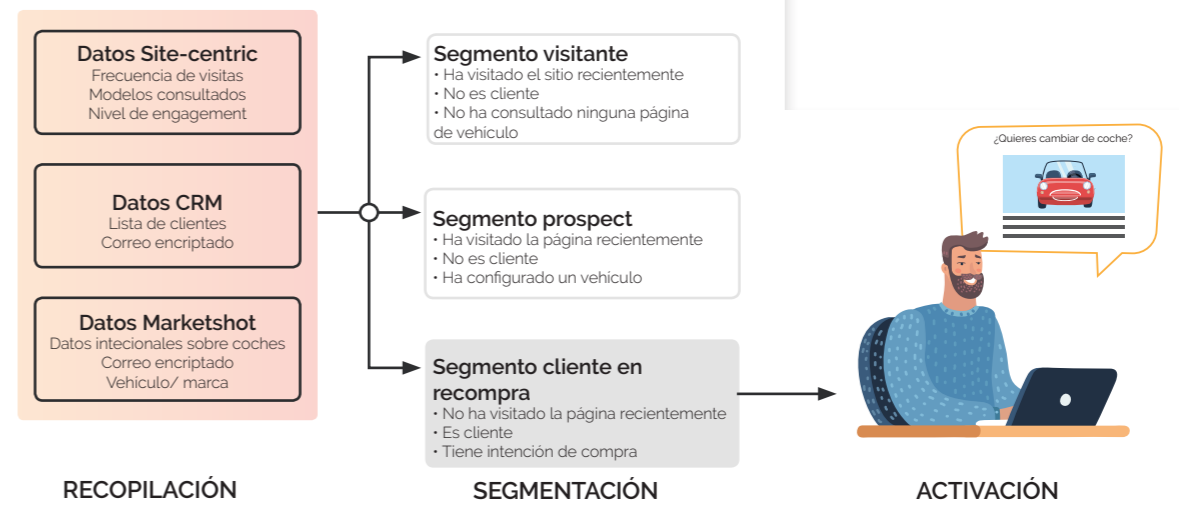 Datos Site-centric
Frecuencia de visitas
Modelos consultados
Nivel de engagement
Datos CRM
Lista de clientes
Correo encriptado
Datos Marketshot
Datos intecionales sobre coches
Correo encriptado
Vehiculo/ marca
RECOPILACIÓN
Segmento visitante
• Ha visitado el sitio recientemente
• No es cliente
• No ha consultado ninguna página
de vehiculo
Segmento prospect
• Ha visitado la página recientemente
• No es cliente
• Ha configurado un vehículo
Segmento cliente en
recompra
• No ha visitado la página recientemente
• Es cliente
• Tiene intención de compra
SEGMENTACIÓN
¿Quieres cambiar de coche?
ACTIVACIÓN